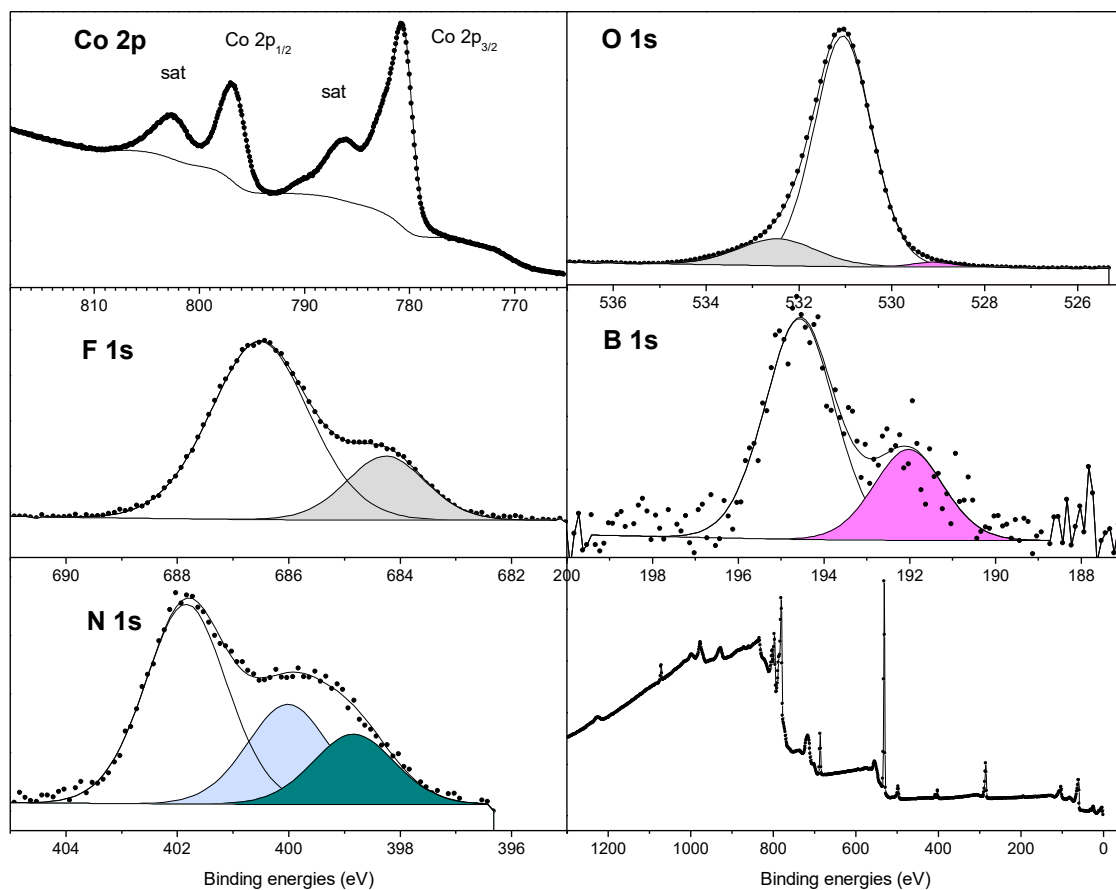 Co 2p
Co 2p1/2
Co 2p3/2
sat
sat
810 800 790 780 770
O 1s
536 534 532 530 528 526
F 1s
690 688 686 684 682
B 1s
200 198 196 194 192 190 188
N 1s
404 402 400 398 396
Binding energies (eV)
1200 1000 800 600 400 200 0
Binding energies (eV)